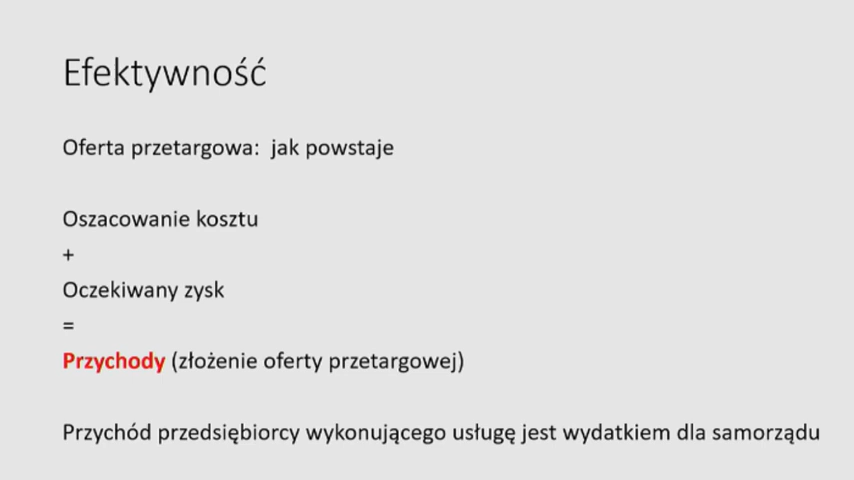 Efektywność
Oferta przetargowa:  jak powstaje
Oszacowanie kosztu
+
Oczekiwany zysk
=
Przychody (złożenie oferty przetargowej)
Przychód przedsiębiorcy wykonującego usługę jest wydatkiem dla samorządu